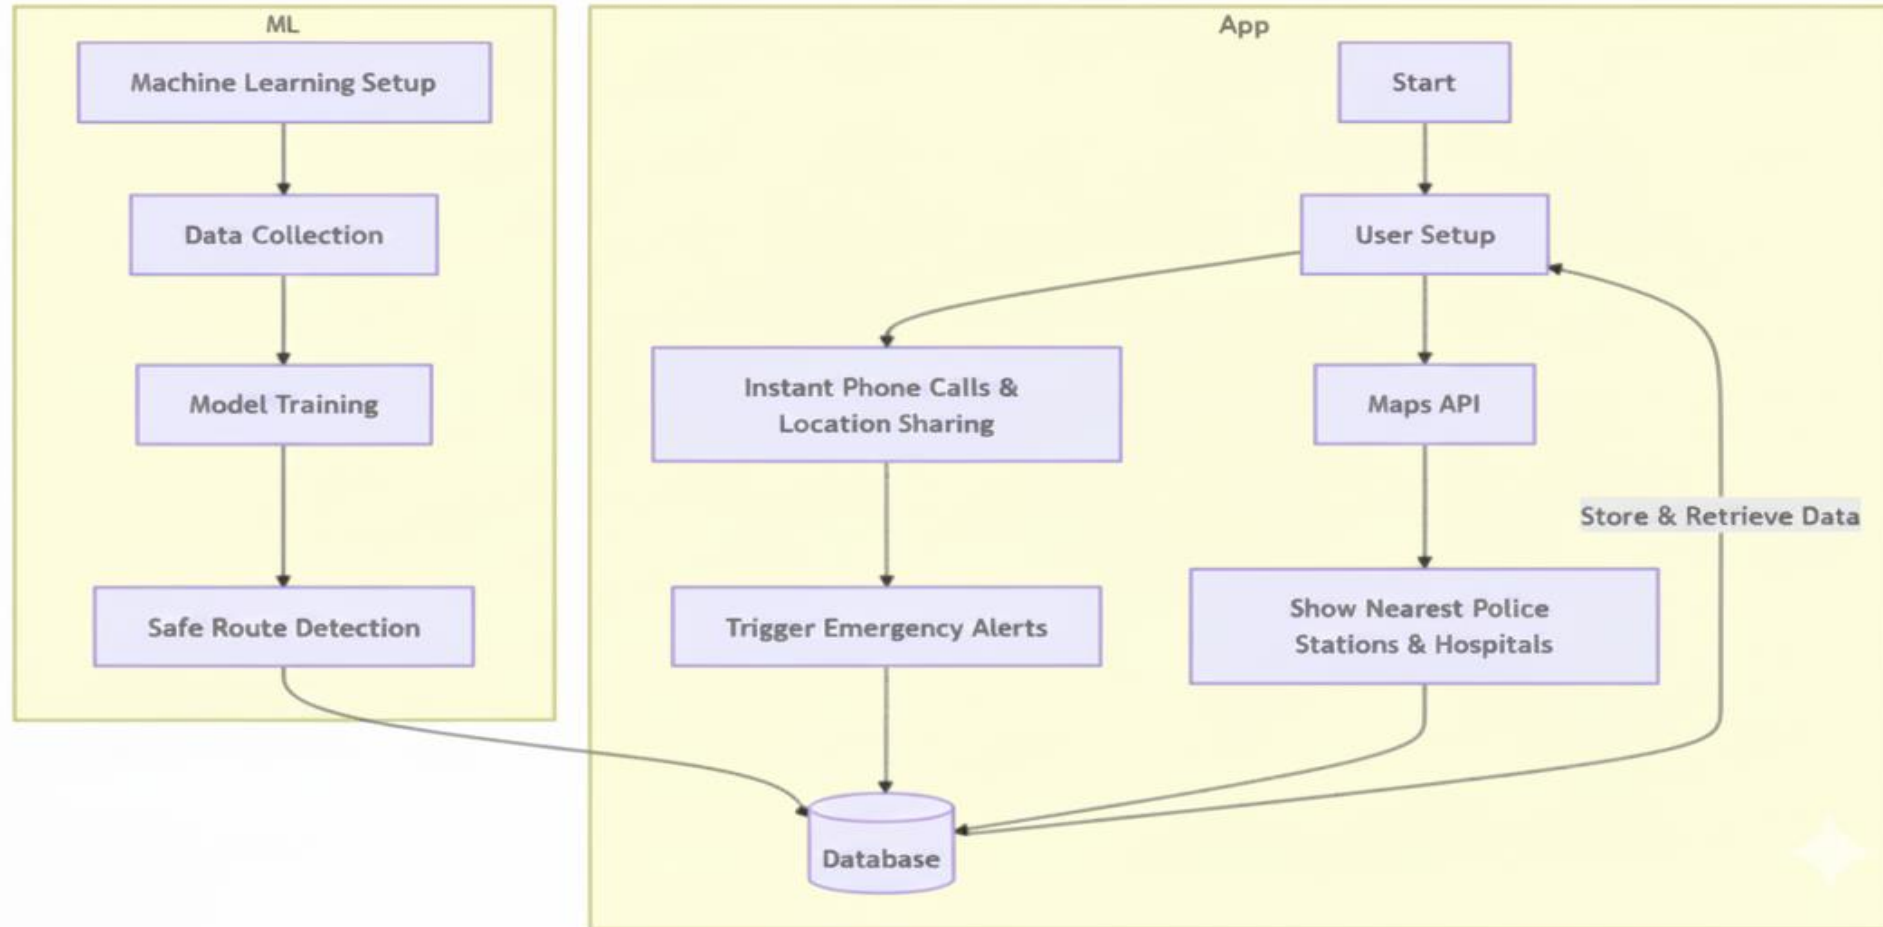 ML
Machine Learning Setup
Data Collection
Model Training
Safe Route Detection
App
Start
User Setup
Instant Phone Calls &
Location Sharing
Maps API
Store & Retrieve Data
Trigger Emergency Alerts
Show Nearest Police
Stations & Hospitals
Database